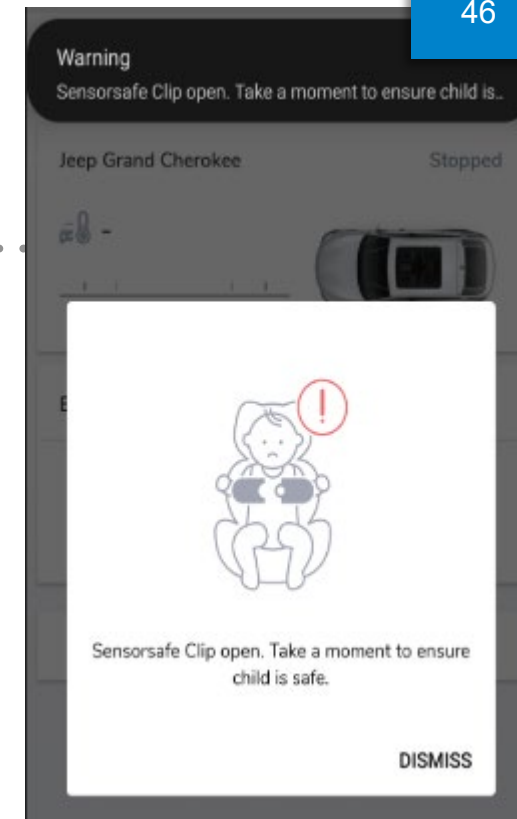 46
Warning
Sensorsafe Clip open. Take a moment to ensure child is..
Jeep Grand Cherokee Stopped
-
Sensorsafe Clip open. Take a moment to ensure
child is safe.
DISMISS